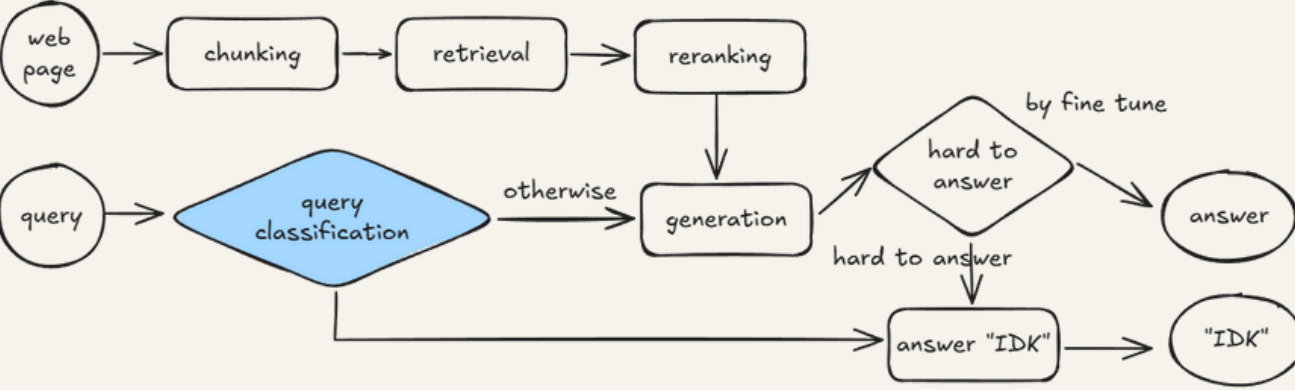 web
page
chunking
retrieval
reranking
by fine tune
hard to
answer
query
query
classification
otherwise
generation
answer
hard to answer
answer "IDK"
"IDK"